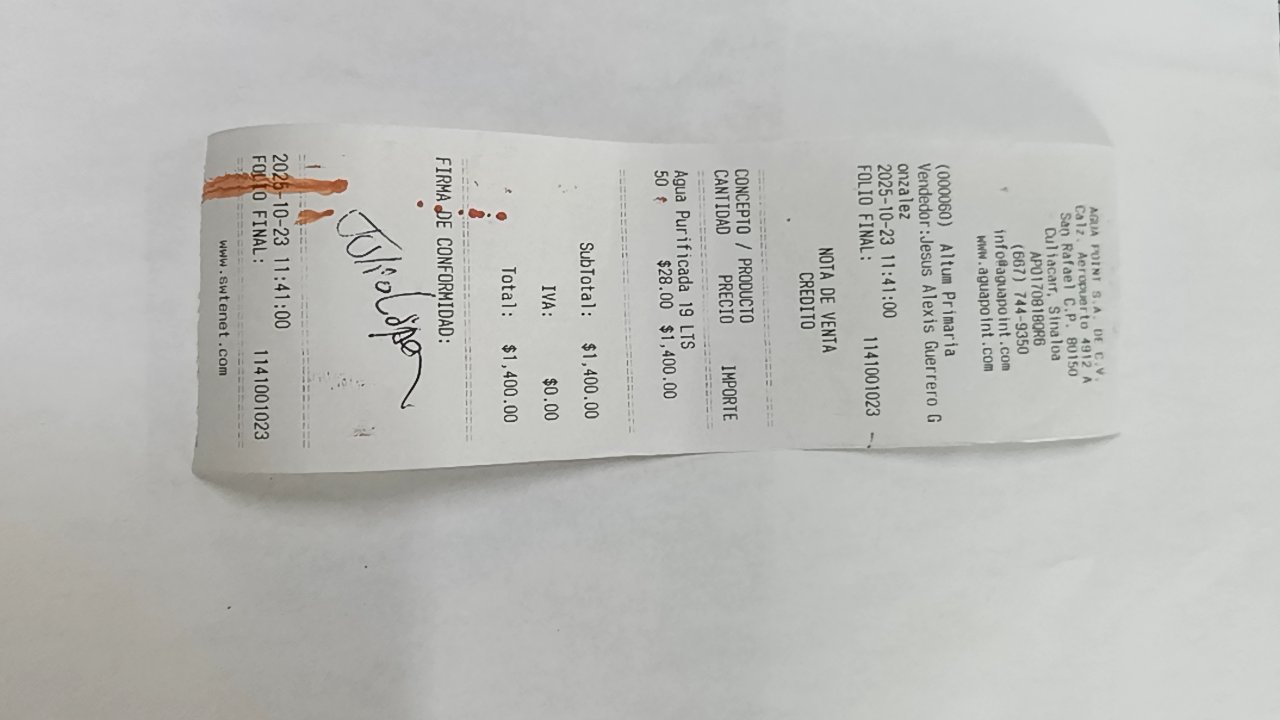 AGUA POINT S.A. DE C.V.
Calz. Aeropuerto 4912 A
San Rafael C.P. 80150
Culiacan, Sinaloa
APO170818QR6
(667) 744-9350
info@aguapoint.com
www.aguapoint.com
(000060) Altum Primaria
Vendedor:Jesus Alexis Guerrero G
onzalez
2025-10-23 11:41:00
FOLIO FINAL: 1141001023
NOTA DE VENTA
CREDITO
CONCEPTO / PRODUCTO
CANTIDAD PRECIO IMPORTE
Agua Purificada 19 LTS
50 $28.00 $1,400.00
SubTotal: $1,400.00
IVA: $0.00
Total: $1,400.00
FIRMA DE CONFORMIDAD:
Julio López
2025-10-23 11:41:00
FOLIO FINAL: 1141001023
www.swtenet.com